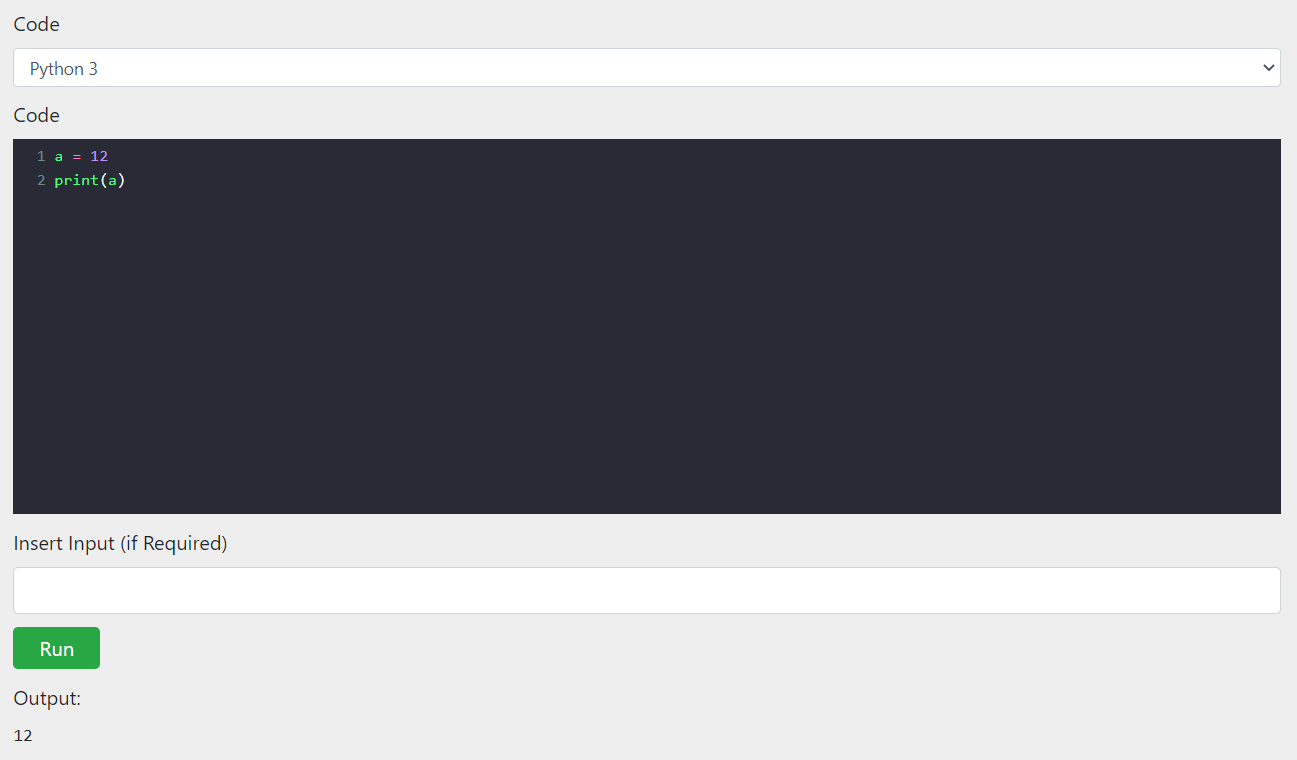 Code
Python 3
Code
1 a = 12
2 print(a)
Insert Input (if Required)
Run
Output:
12